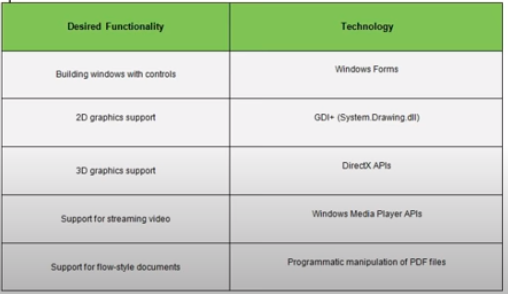 Desired Functionality Technology
Building windows with controls Windows Forms
2D graphics support GDI+ (System.Drawing.dll)
3D graphics support DirectX APIs
Support for streaming video Windows Media Player APIs
Support for flow-style documents Programmatic manipulation of PDF files